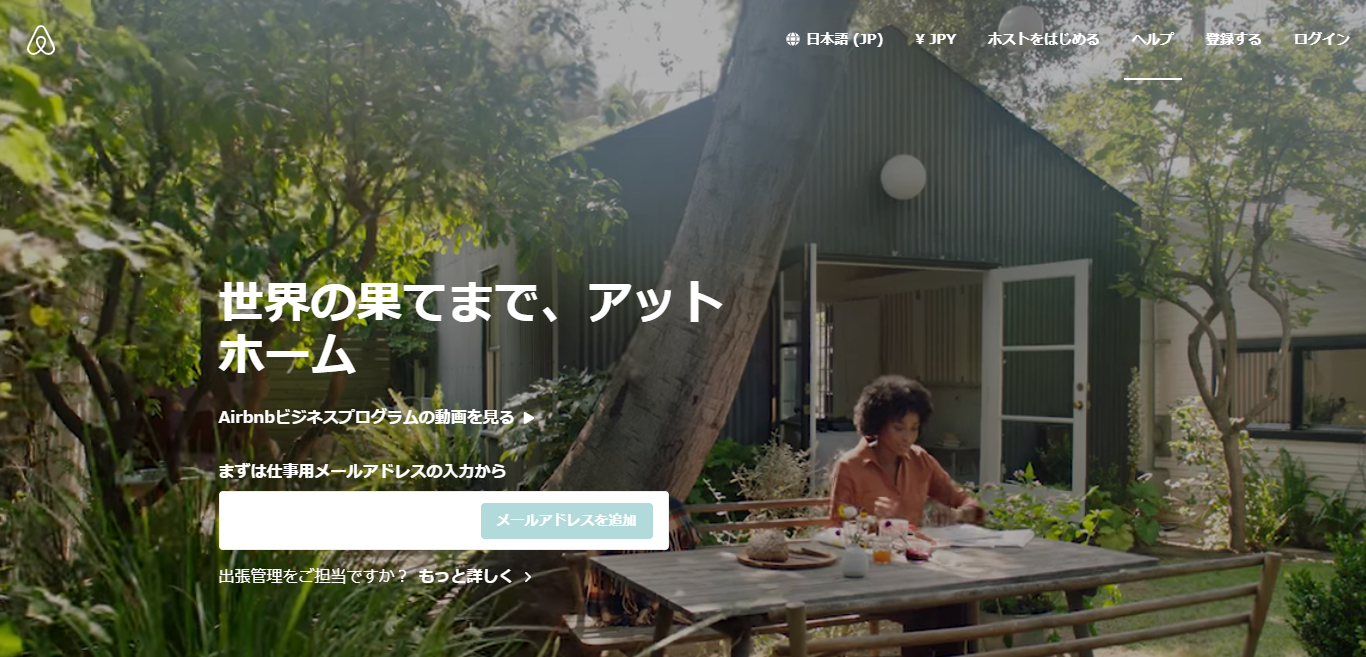 日本語 (JP)
¥ JPY
ホストをはじめる
ヘルプ
登録する
ログイン
世界の果てまで、アット
ホーム
Airbnbビジネスプログラムの動画を見る
まずは仕事用メールアドレスの入力から
メールアドレスを追加
出張管理をご担当ですか？ もっと詳しく